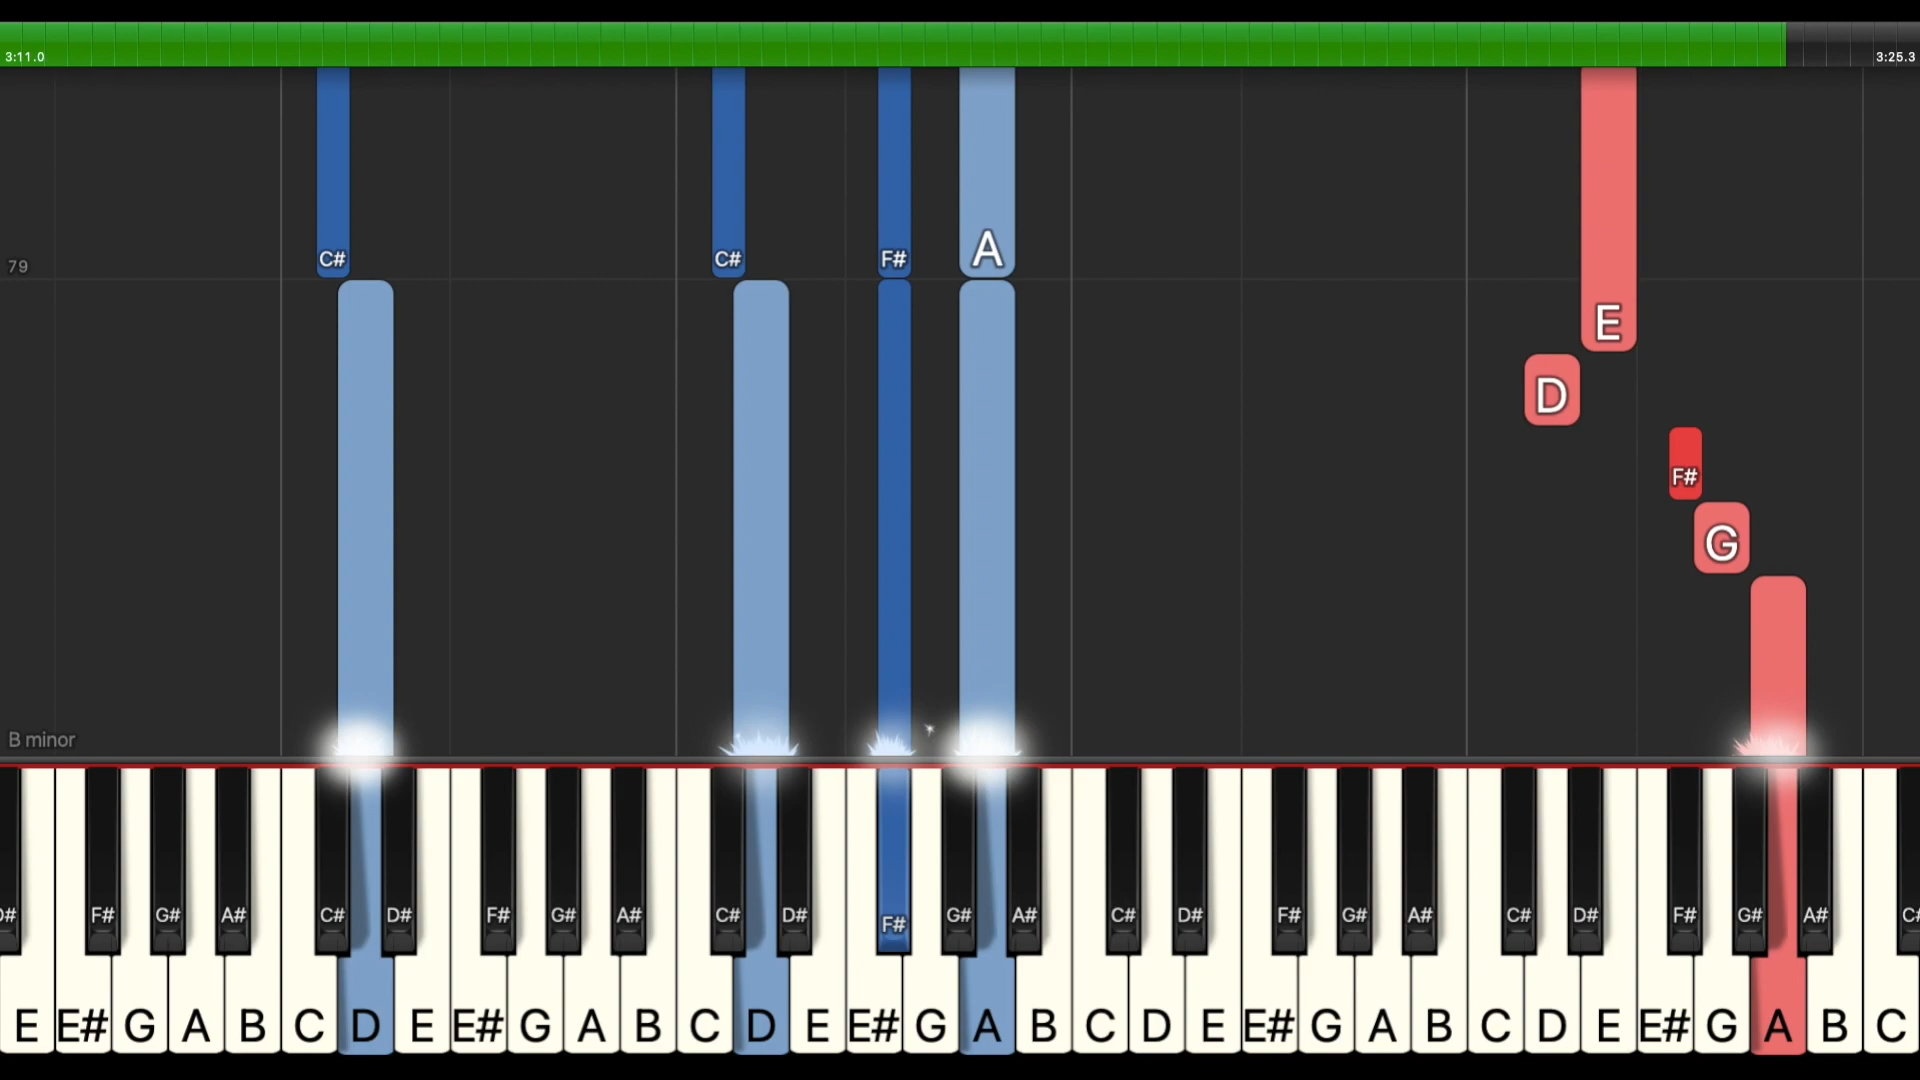 3:11.0 3:25.3
C# C# F# A
79
E
D
F#
G
B minor
D# F# G# A# C# D# F# G# A# C# D# F# G# A# C# D# F# G# A# C# D# F# G# A#
E E# G A B C D E E# G A B C D E E# G A B C D E E# G A B C D E E# G A B C